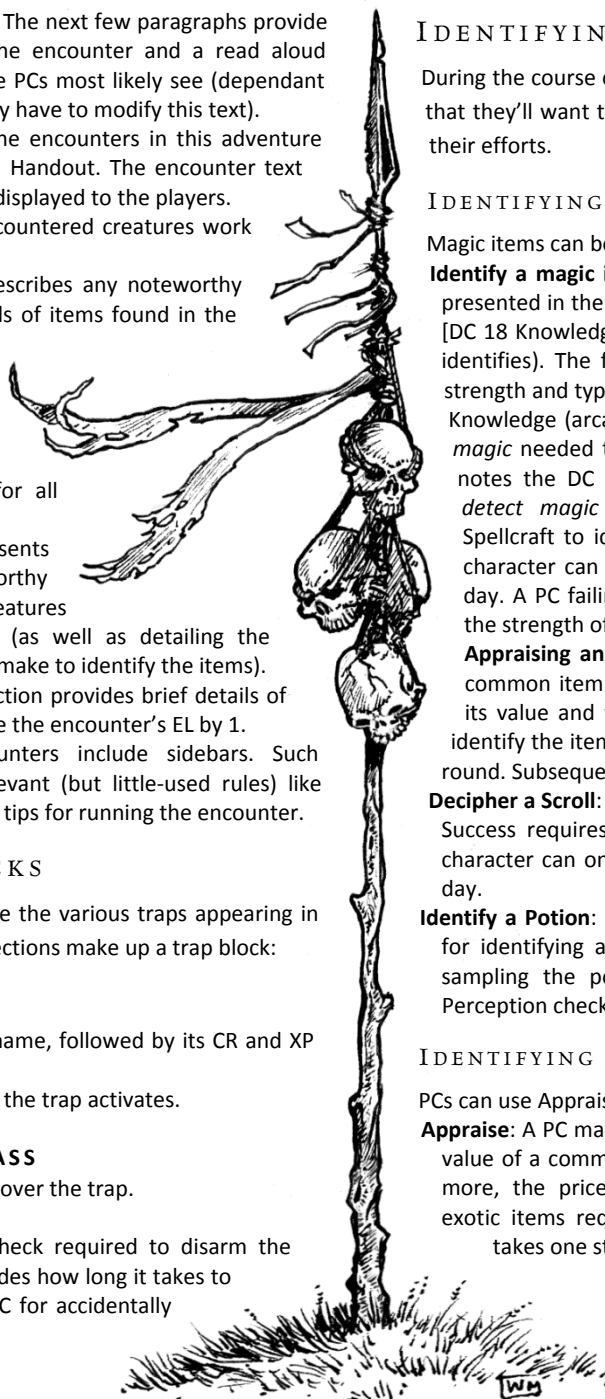 The next few paragraphs provide
ne encounter and a read aloud
e PCs most likely see (dependant
y have to modify this text).
ne encounters in this adventure
Handout. The encounter text
displayed to the players.
countered creatures work
escribes any noteworthy
ls of items found in the
for all
sents
orthy
eatures
(as well as detailing the
make to identify the items).
ction provides brief details of
e the encounter's EL by 1.
unters include sidebars. Such
evant (but little-used rules) like
tips for running the encounter.
CKS
e the various traps appearing in
ections make up a trap block:
name, followed by its CR and XP
the trap activates.
ASS
over the trap.
heck required to disarm the
des how long it takes to
C for accidentally
IDENTIFYIN
During the course
that they'll want t
their efforts.
IDENTIFYING
Magic items can be
Identify a magic i
presented in the
[DC 18 Knowledg
identifies). The f
strength and typ
Knowledge (arca
magic needed t
notes the DC
detect magic
Spellcraft to id
character can
day. A PC failin
the strength of
Appraising an
common item
its value and
identify the item
round. Subseque
Decipher a Scroll:
Success requires
character can on
day.
Identify a Potion:
for identifying a
sampling the po
Perception check
IDENTIFYING
PCs can use Apprais
Appraise: A PC ma
value of a comm
more, the price
exotic items req
takes one st
WM